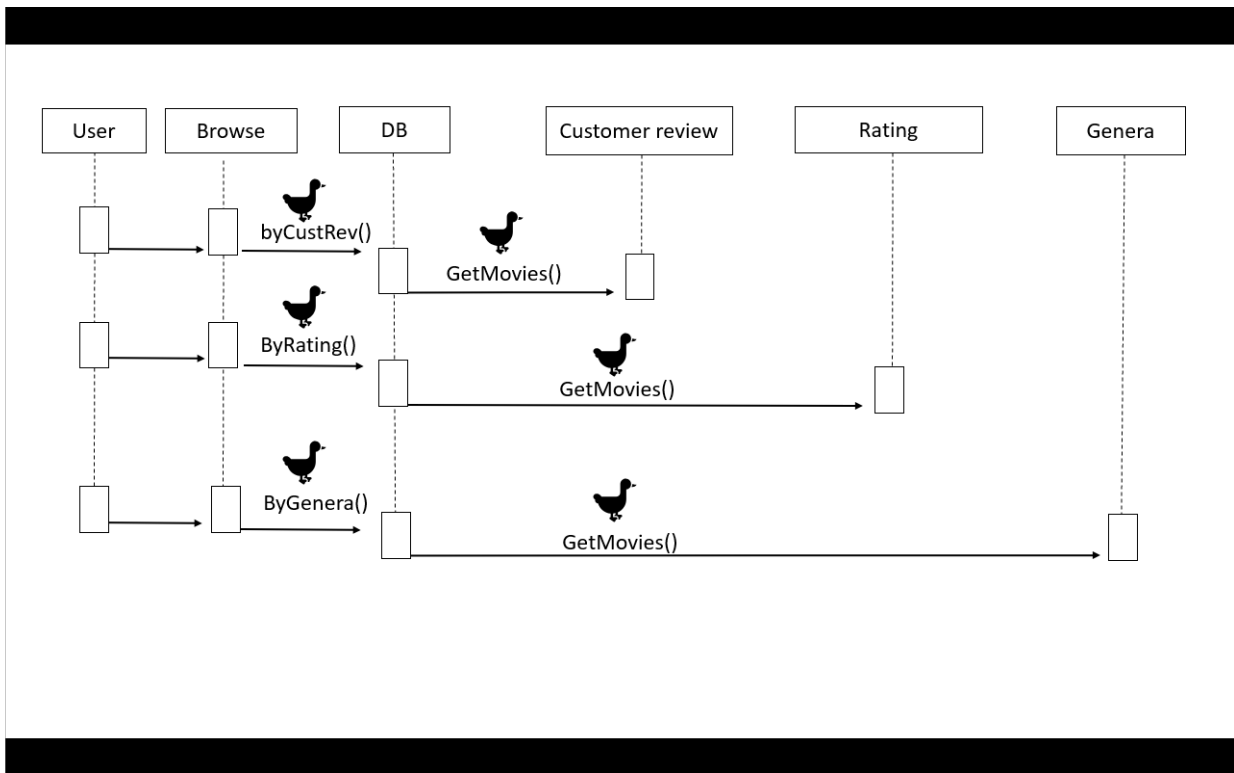 User
Browse
DB
Customer review
Rating
Genera
byCustRev()
GetMovies()
ByRating()
GetMovies()
ByGenera()
GetMovies()